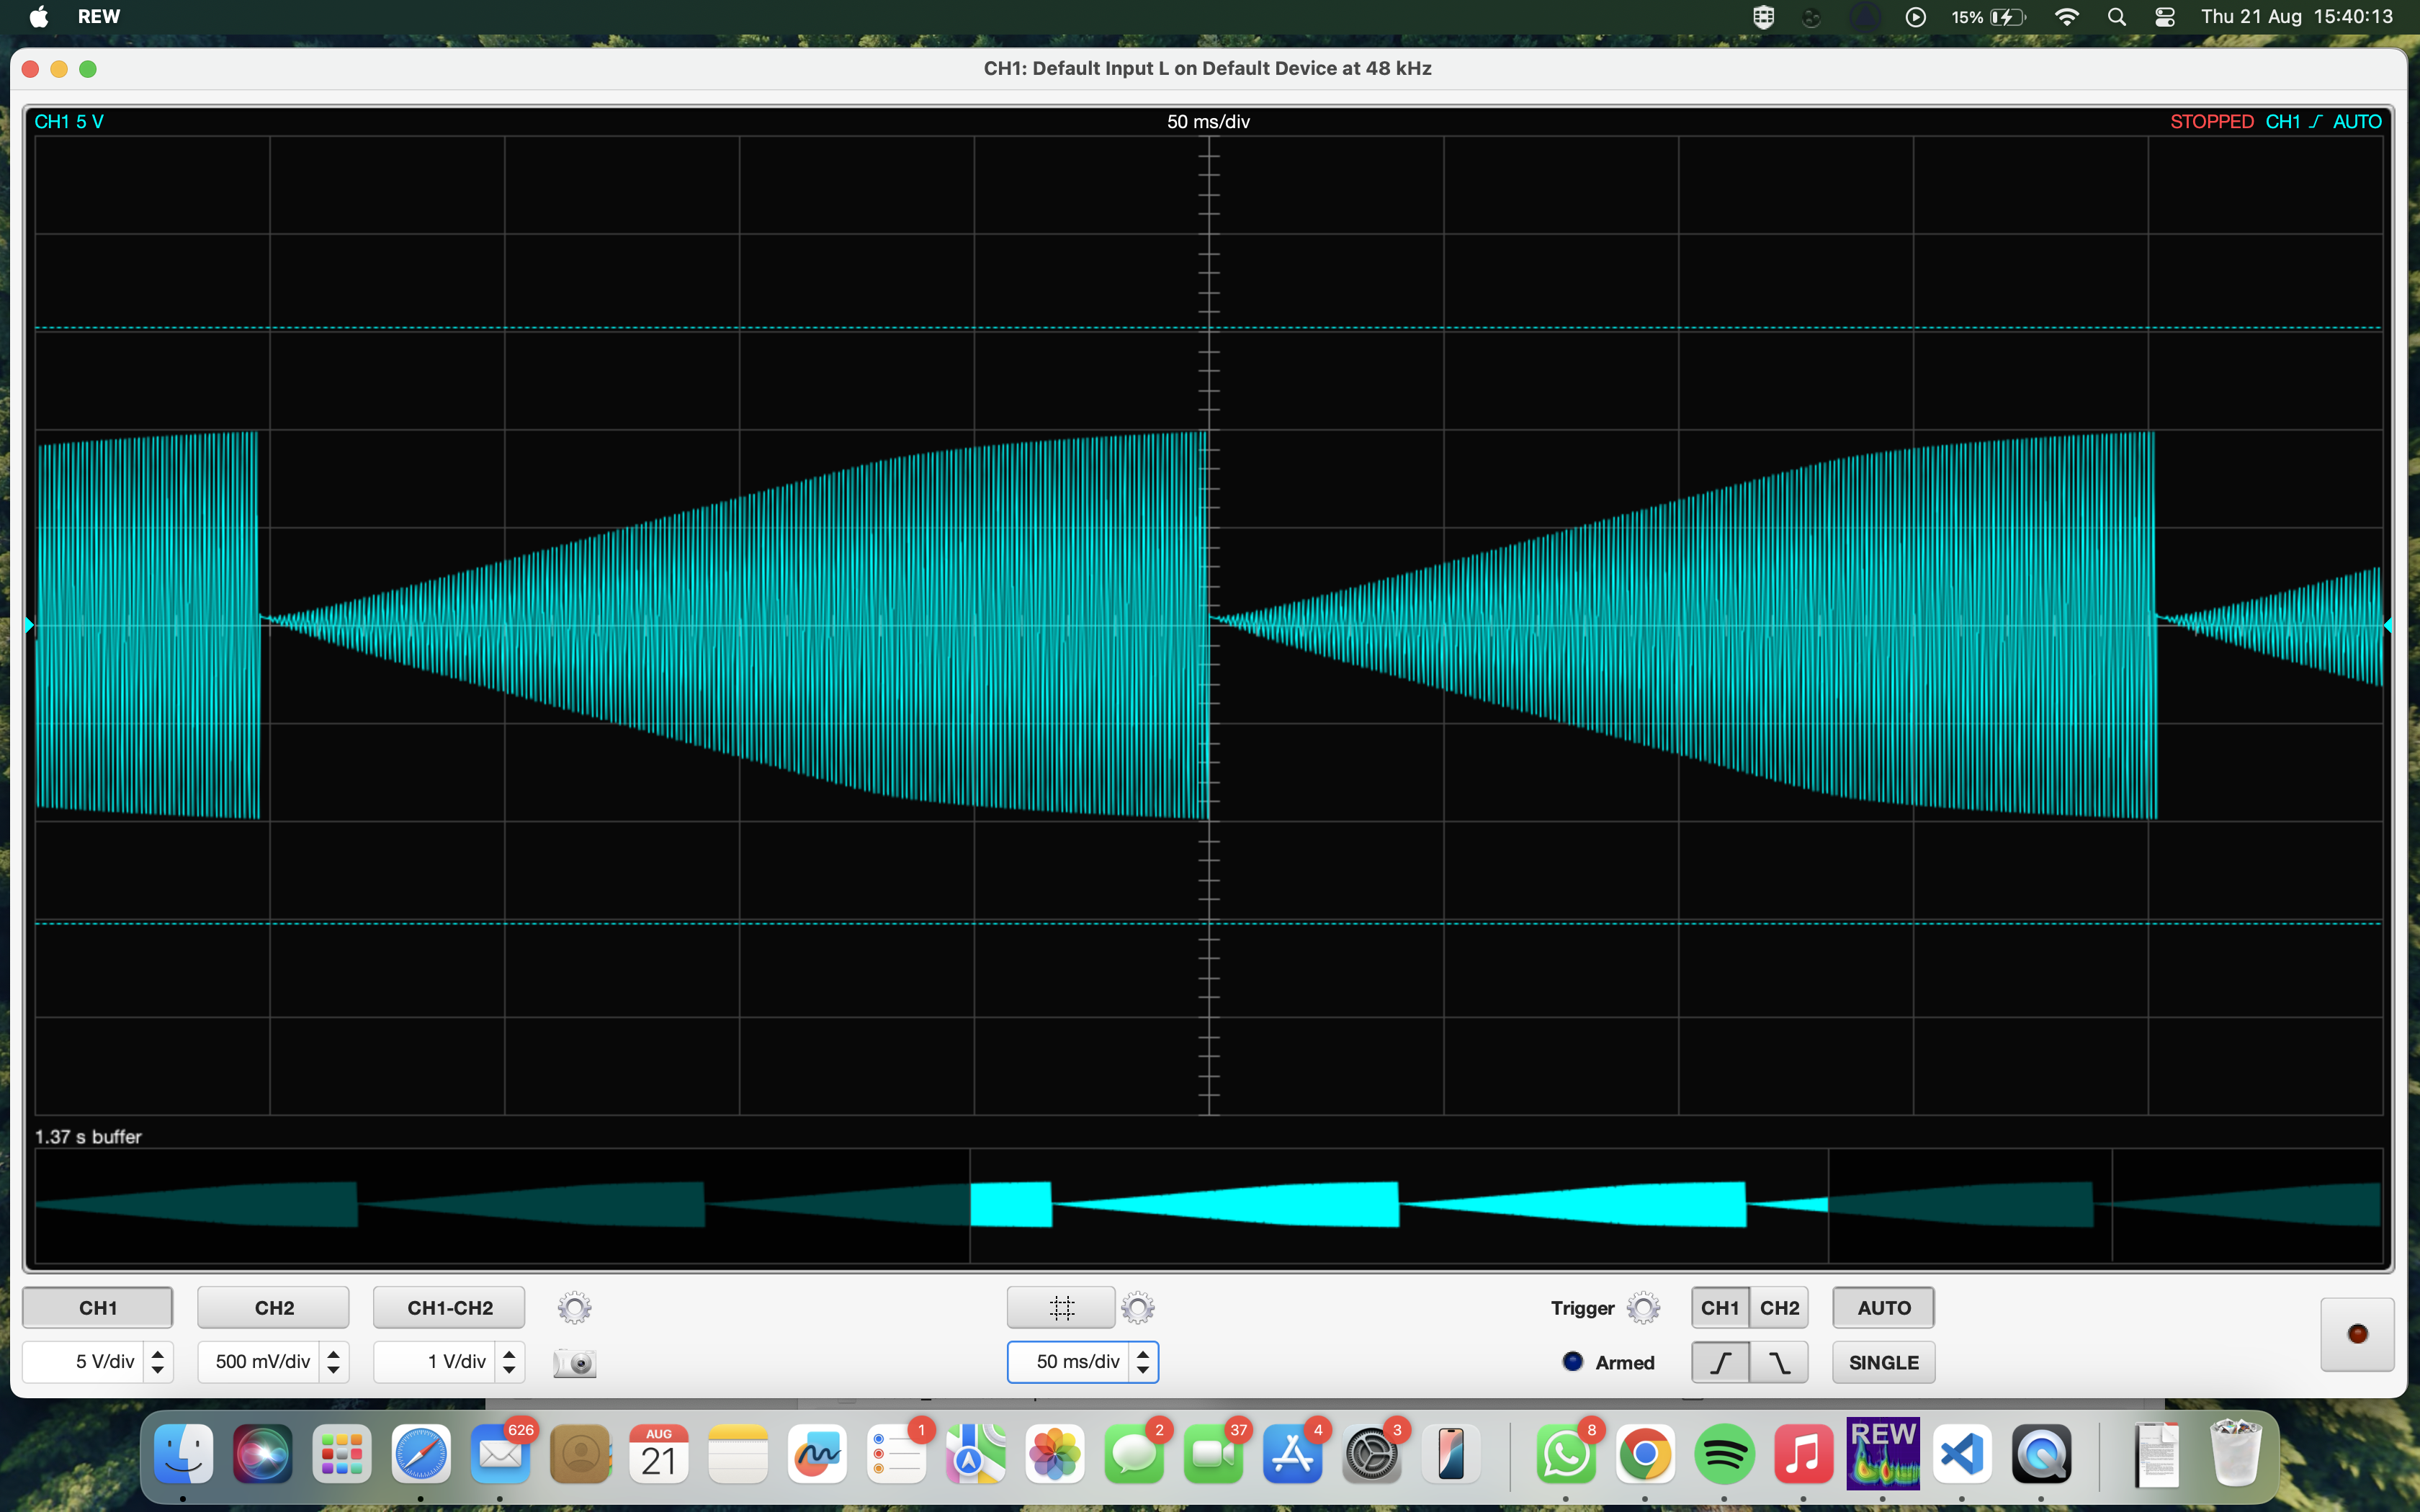 REW
15%
Thu 21 Aug 15:40:13
CH1: Default Input L on Default Device at 48 kHz
CH1 5 V
50 ms/div
STOPPED CH1 AUTO
1.37 s buffer
CH1
CH2
CH1-CH2
Trigger
CH1
CH2
AUTO
5 V/div
500 mV/div
1 V/div
50 ms/div
Armed
SINGLE
626
AUG
21
1
2
37
4
3
8
REW